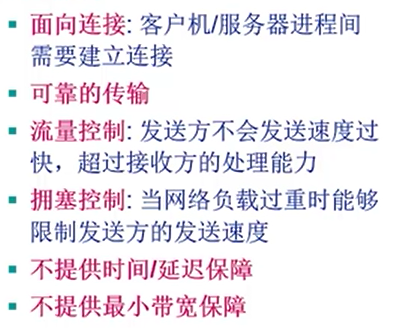 ▪ 面向连接: 客户机/服务器进程间
需要建立连接
▪ 可靠的传输
▪ 流量控制: 发送方不会发送速度过
快，超过接收方的处理能力
▪ 拥塞控制: 当网络负载过重时能够
限制发送方的发送速度
▪ 不提供时间/延迟保障
▪ 不提供最小带宽保障